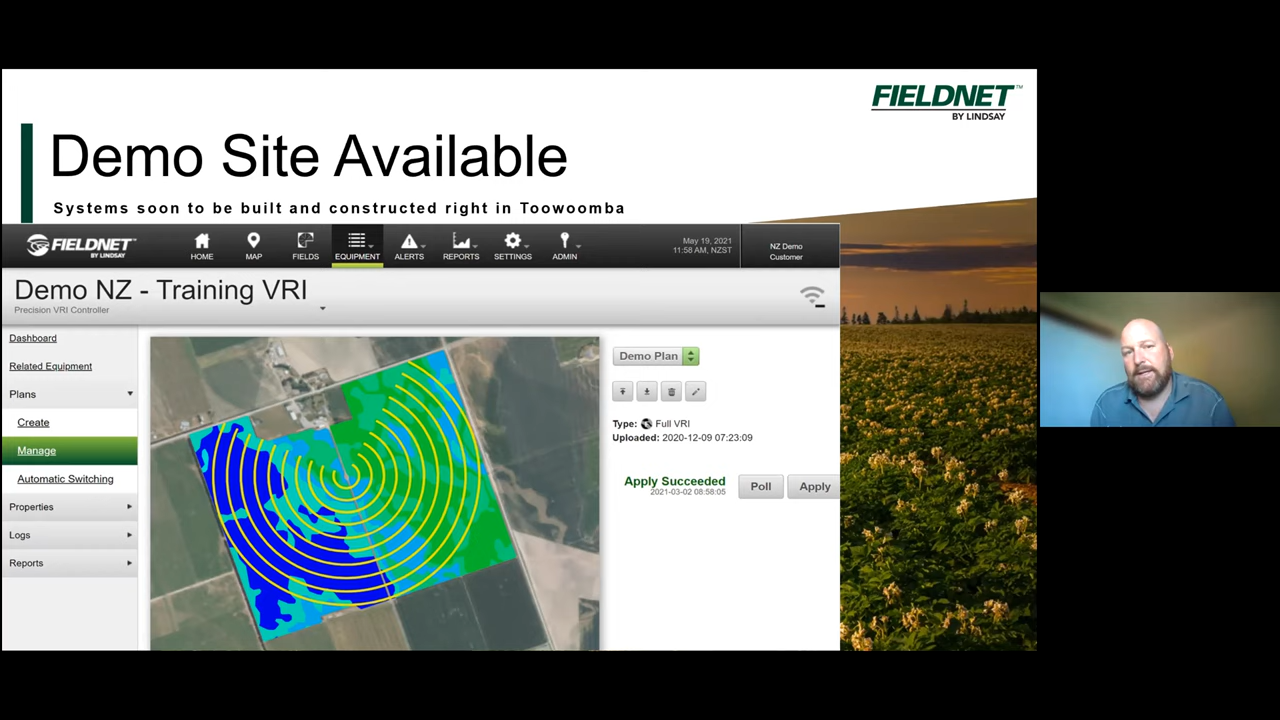 FIELDNET™
BY LINDSAY
Demo Site Available
Systems soon to be built and constructed right in Toowoomba
FIELDNET™
BY LINDSAY
HOME
MAP
FIELDS
EQUIPMENT
ALERTS
REPORTS
SETTINGS
ADMIN
May 19, 2021
11:58 AM, NZST
NZ Demo
Customer
Demo NZ - Training VRI
Precision VRI Controller
Dashboard
Related Equipment
Plans
Create
Manage
Automatic Switching
Properties
Logs
Reports
Demo Plan
Type: Full VRI
Uploaded: 2020-12-09 07:23:09
Apply Succeeded
2021-03-02 08:58:05
Poll
Apply